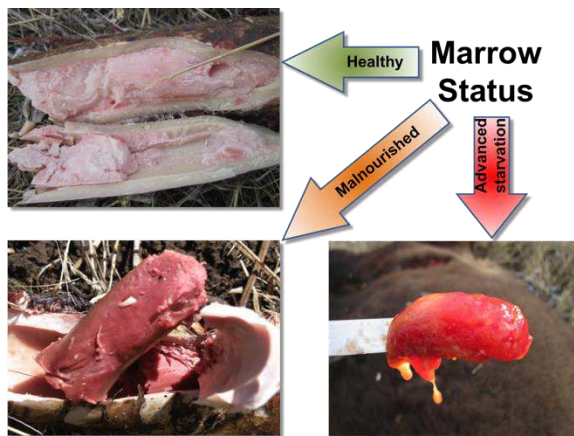 Marrow
Status
Healthy
Malnourished
Advanced
starvation